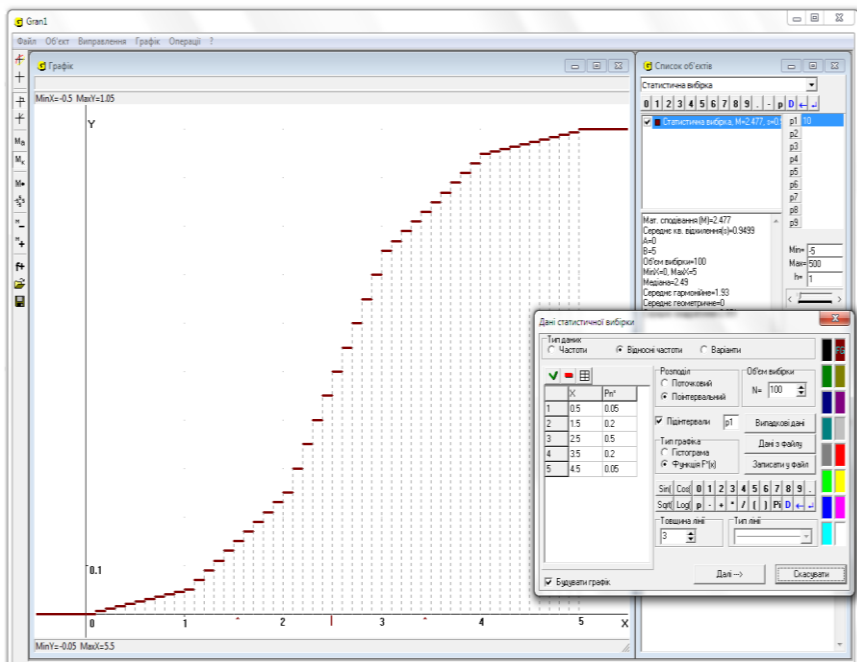 Gran1
Файл Об'єкт Виправлення Графік Операції ?
Графік
MinX=-0.5 MaxY=1.05
Y
0.1
0 1 2 3 4 5 X
MinY=-0.05 MaxX=5.5
Список об'єктів
Статистична вибірка
0 1 2 3 4 5 6 7 8 9 . - p D
Статистична вибірка, M=2.477, s=0.9
p1 10
p2
p3
p4
p5
p6
p7
p8
p9
Мат. сподівання (M)=2.477
Середнє кв. відхилення(s)=0.9499
A=0
B=5
Об'єм вибірки=100
MinX=0, MaxX=5
Медіана=2.49
Середнє гармонійне=1.93
Середнє геометричне=0
Min= -5
Max= 500
h= 1
Дані статистичної вибірки
Тип даних
Частоти Відносні частоти Варіанти
X Pn*
1 0.5 0.05
2 1.5 0.2
3 2.5 0.5
4 3.5 0.2
5 4.5 0.05
Будувати графік
Розподіл
Поточковий
Поінтервальний
Об'єм вибірки
N= 100
Підінтервали p1
Випадкові дані
Тип графіка
Гістограма
Функція F*(x)
Дані з файлу
Записати у файл
Sin( Cos( 0 1 2 3 4 5 6 7 8 9 .
Sqrt( Log( p - + * / ( ) Pi D
Товщина лінії
3
Тип лінії
Далі -->
Скасувати